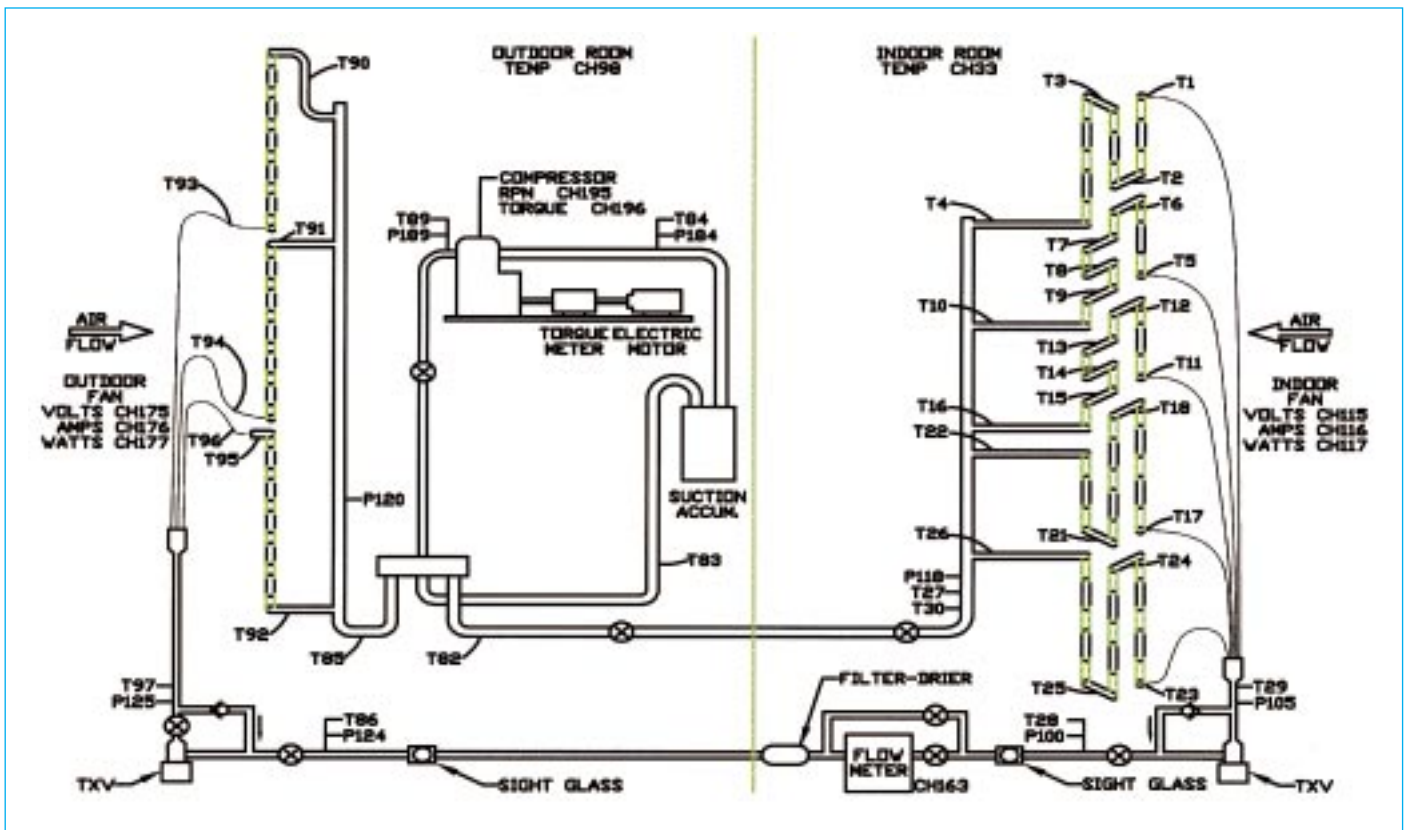 OUTDOOR ROOM
TEMP CH98
INDOOR ROOM
TEMP CH33
T90
T3
T1
T2
T93
COMPRESSOR
RPN CH195
TORQUE CH196
T4
T6
T89
P189
T84
P184
T91
T7
T8
T5
T9
T10
T12
AIR
FLOW
T94
TORQUE
METER
ELECTRIC
MOTOR
T13
T14
T11
AIR
FLOW
OUTDOOR
FAN
VOLTS CH175
AMPS CH176
WATTS CH177
T15
INDOOR
FAN
VOLTS CH115
AMPS CH116
WATTS CH117
T16
T18
T96
T95
T22
P120
SUCTION
ACCUM.
T17
T26
T21
T83
T24
P118
T27
T30
T92
T85
T82
T97
P125
FILTER-DRIER
T25
T23
T29
P105
T86
P124
T28
P100
FLOW
METER
CH163
TXV
SIGHT GLASS
SIGHT GLASS
TXV